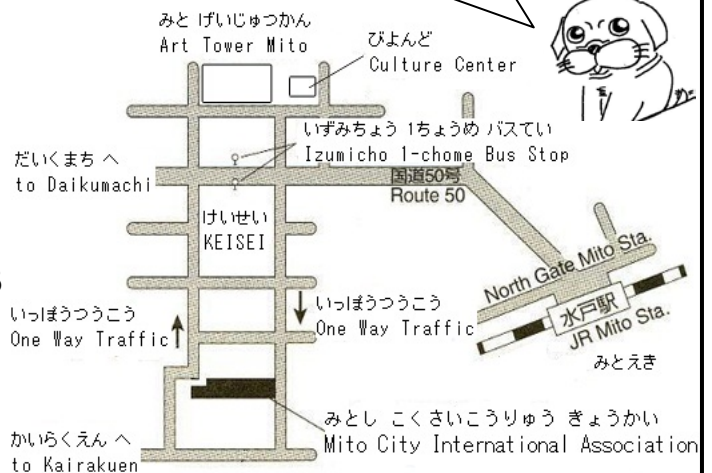 みと げいじゅつかん
Art Tower Mito
びよんど
Culture Center
いずみちょう 1ちょうめ バスてい
Izumicho 1-chome Bus Stop
だいくまち へ
to Daikumachi
国道50号
Route 50
けいせい
KEISEI
North Gate Mito Sta.
水戸駅
JR Mito Sta.
みとえき
いっぽうつうこう
One Way Traffic
いっぽうつうこう
One Way Traffic
みとし こくさいこうりゅう きょうかい
Mito City International Association
かいらくえん へ
to Kairakuen